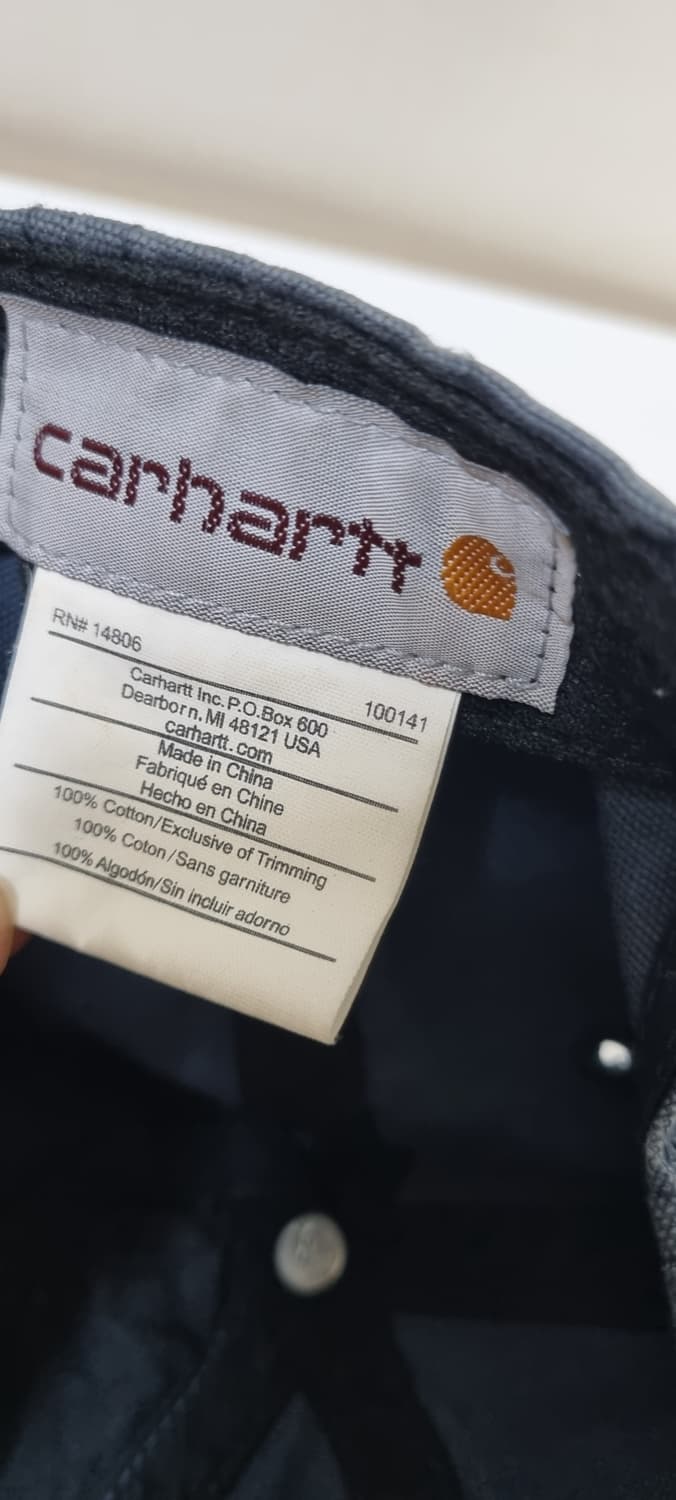 carhartt
RN# 14806
100141
Carhartt Inc. P.O.Box 600
Dearborn, MI 48121 USA
carhartt.com
Made in China
Fabriqué en Chine
Hecho en China
100% Cotton/Exclusive of Trimming
100% Coton/Sans garniture
100% Algodón/Sin incluir adorno